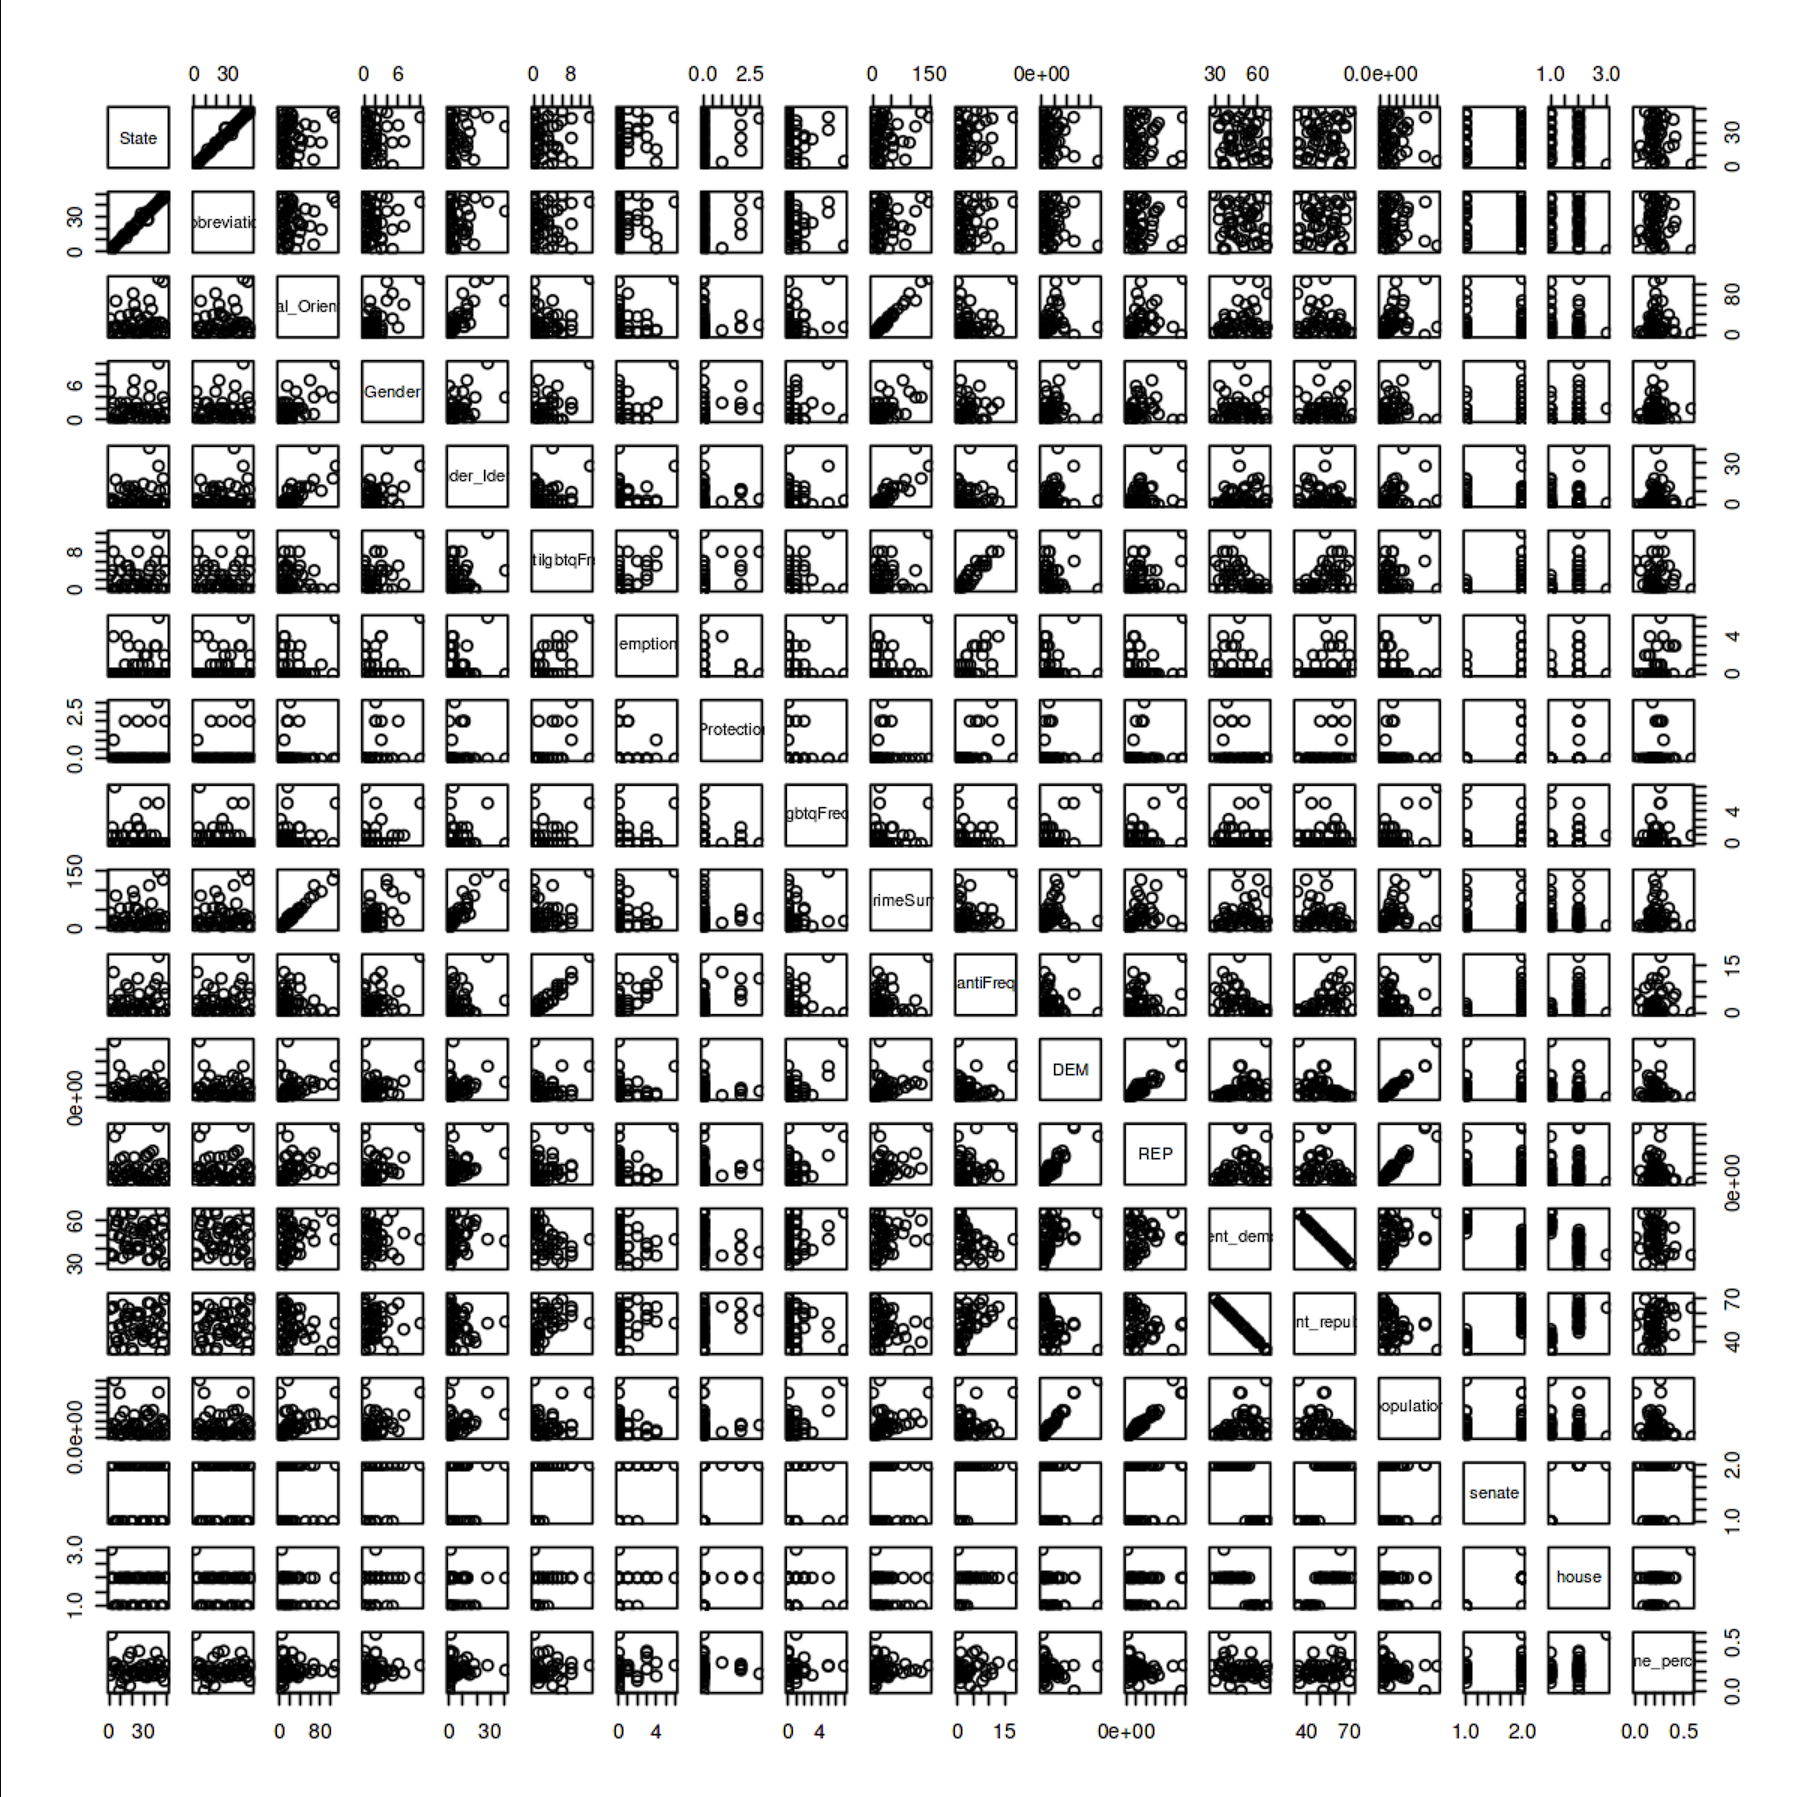 0 30 0 6 0 8 0.0 2.5 0 150 0e+00 30 60 0.0e+00 1.0 3.0
State 0 30
0 30 bbreviatio
al_Orien 0 80
0 6 Gender
der_Ide 0 30
0 8 tilgbtqFr
emption 0 4
0.0 2.5 Protection
gbtqFreq 0 4
0 150 rimeSum
antiFreq 0 15
0e+00 DEM
REP 0e+00
30 60 ent_dem
nt_repul 40 70
0.0e+00 opulation
senate 1.0 2.0
1.0 3.0 house
ne_perc 0.0 0.5
0 30 0 80 0 30 0 4 0 4 0 15 0e+00 40 70 1.0 2.0 0.0 0.5